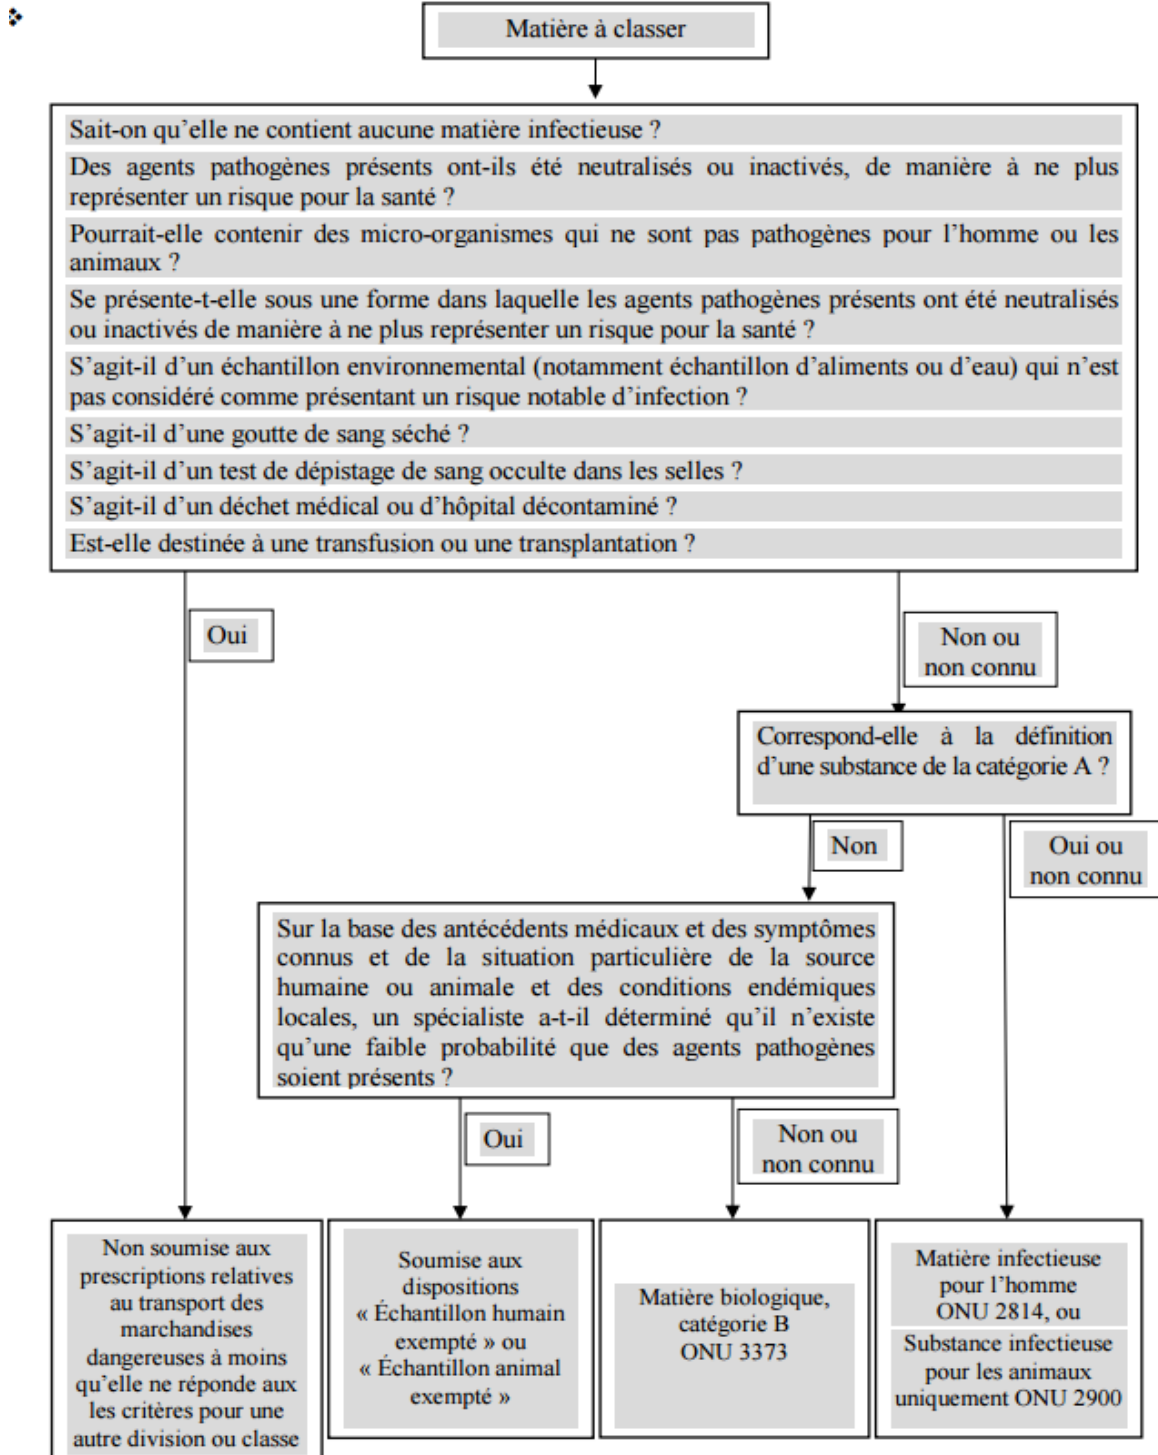 Matière à classer
Sait-on qu'elle ne contient aucune matière infectieuse ?
Des agents pathogènes présents ont-ils été neutralisés ou inactivés, de manière à ne plus
représenter un risque pour la santé ?
Pourrait-elle contenir des micro-organismes qui ne sont pas pathogènes pour l'homme ou les
animaux ?
Se présente-t-elle sous une forme dans laquelle les agents pathogènes présents ont été neutralisés
ou inactivés de manière à ne plus représenter un risque pour la santé ?
S'agit-il d'un échantillon environnemental (notamment échantillon d'aliments ou d'eau) qui n'est
pas considéré comme présentant un risque notable d'infection ?
S'agit-il d'une goutte de sang séché ?
S'agit-il d'un test de dépistage de sang occulte dans les selles ?
S'agit-il d'un déchet médical ou d'hôpital décontaminé ?
Est-elle destinée à une transfusion ou une transplantation ?
Oui
Non ou
non connu
Correspond-elle à la définition
d'une substance de la catégorie A ?
Non
Oui ou
non connu
Sur la base des antécédents médicaux et des symptômes
connus et de la situation particulière de la source
humaine ou animale et des conditions endémiques
locales, un spécialiste a-t-il déterminé qu'il n'existe
qu'une faible probabilité que des agents pathogènes
soient présents ?
Oui
Non ou
non connu
Non soumise aux
prescriptions relatives
au transport des
marchandises
dangereuses à moins
qu'elle ne réponde aux
les critères pour une
autre division ou classe
Soumise aux
dispositions
« Échantillon humain
exempté » ou
« Échantillon animal
exempté »
Matière biologique,
catégorie B
ONU 3373
Matière infectieuse
pour l'homme
ONU 2814, ou
Substance infectieuse
pour les animaux
uniquement ONU 2900